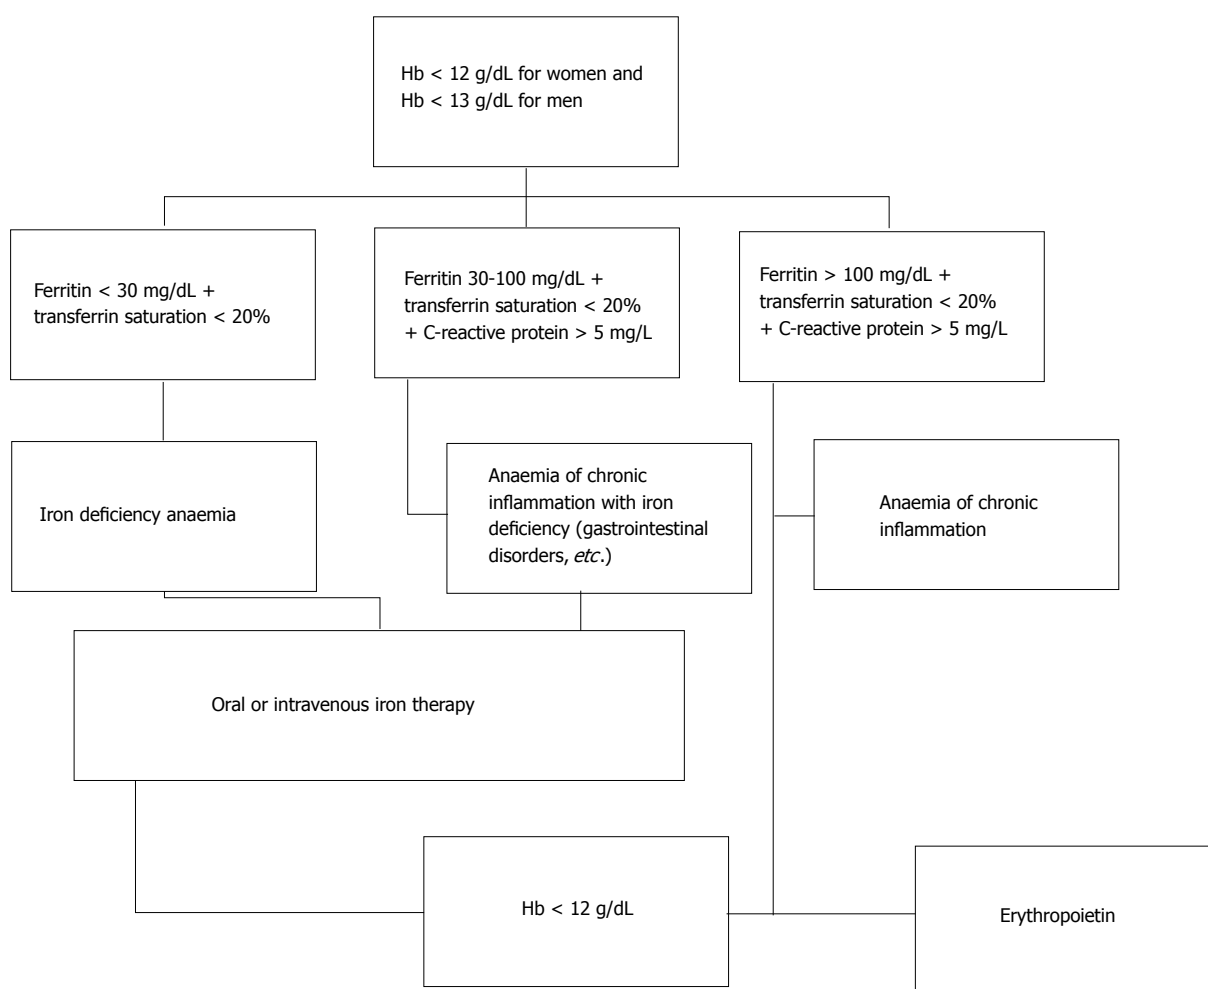 Hb < 12 g/dL for women and
Hb < 13 g/dL for men
Ferritin < 30 mg/dL +
transferrin saturation < 20%
Ferritin 30-100 mg/dL +
transferrin saturation < 20%
+ C-reactive protein > 5 mg/L
Ferritin > 100 mg/dL +
transferrin saturation < 20%
+ C-reactive protein > 5 mg/L
Iron deficiency anaemia
Anaemia of chronic
inflammation with iron
deficiency (gastrointestinal
disorders, etc.)
Anaemia of chronic
inflammation
Oral or intravenous iron therapy
Hb < 12 g/dL
Erythropoietin